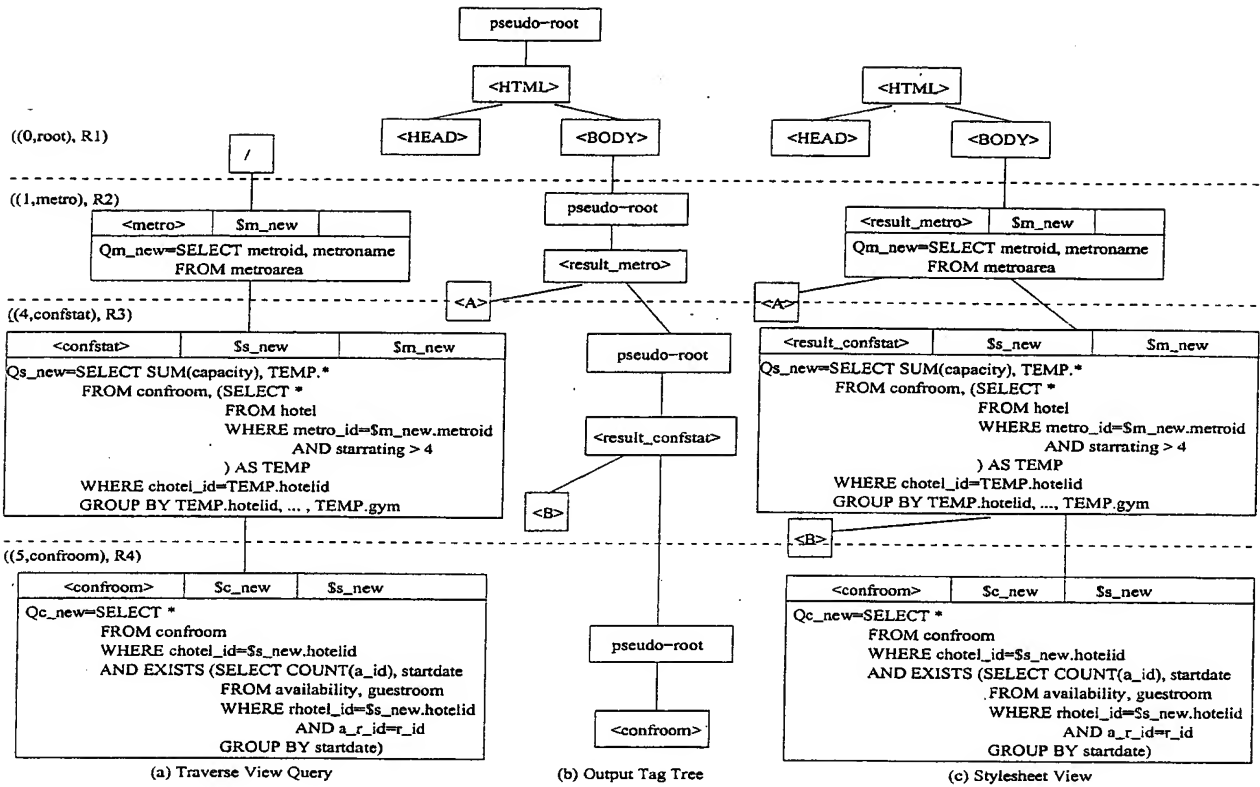 pseudo-root
<HTML>
<HEAD>
<BODY>
<HTML>
<HEAD>
<BODY>
((0,root), R1)
/
((1,metro), R2)
<metro> $m_new
Qm_new=SELECT metroid, metroname
FROM metroarea
pseudo-root
<result_metro>
<A>
<result_metro> $m_new
Qm_new=SELECT metroid, metroname
FROM metroarea
<A>
((4,confstat), R3)
<confstat> $s_new $m_new
Qs_new=SELECT SUM(capacity), TEMP.*
FROM confroom, (SELECT *
FROM hotel
WHERE metro_id=$m_new.metroid
AND starrating > 4
) AS TEMP
WHERE chotel_id=TEMP.hotelid
GROUP BY TEMP.hotelid, ... , TEMP.gym
pseudo-root
<result_confstat>
<B>
<result_confstat> $s_new $m_new
Qs_new=SELECT SUM(capacity), TEMP.*
FROM confroom, (SELECT *
FROM hotel
WHERE metro_id=$m_new.metroid
AND starrating > 4
) AS TEMP
WHERE chotel_id=TEMP.hotelid
GROUP BY TEMP.hotelid, ..., TEMP.gym
<B>
((5,confroom), R4)
<confroom> $c_new $s_new
Qc_new=SELECT *
FROM confroom
WHERE chotel_id=$s_new.hotelid
AND EXISTS (SELECT COUNT(a_id), startdate
FROM availability, guestroom
WHERE rhotel_id=$s_new.hotelid
AND a_r_id=r_id
GROUP BY startdate)
pseudo-root
<confroom>
<confroom> $c_new $s_new
Qc_new=SELECT *
FROM confroom
WHERE chotel_id=$s_new.hotelid
AND EXISTS (SELECT COUNT(a_id), startdate
FROM availability, guestroom
WHERE rhotel_id=$s_new.hotelid
AND a_r_id=r_id
GROUP BY startdate)
(a) Traverse View Query
(b) Output Tag Tree
(c) Stylesheet View